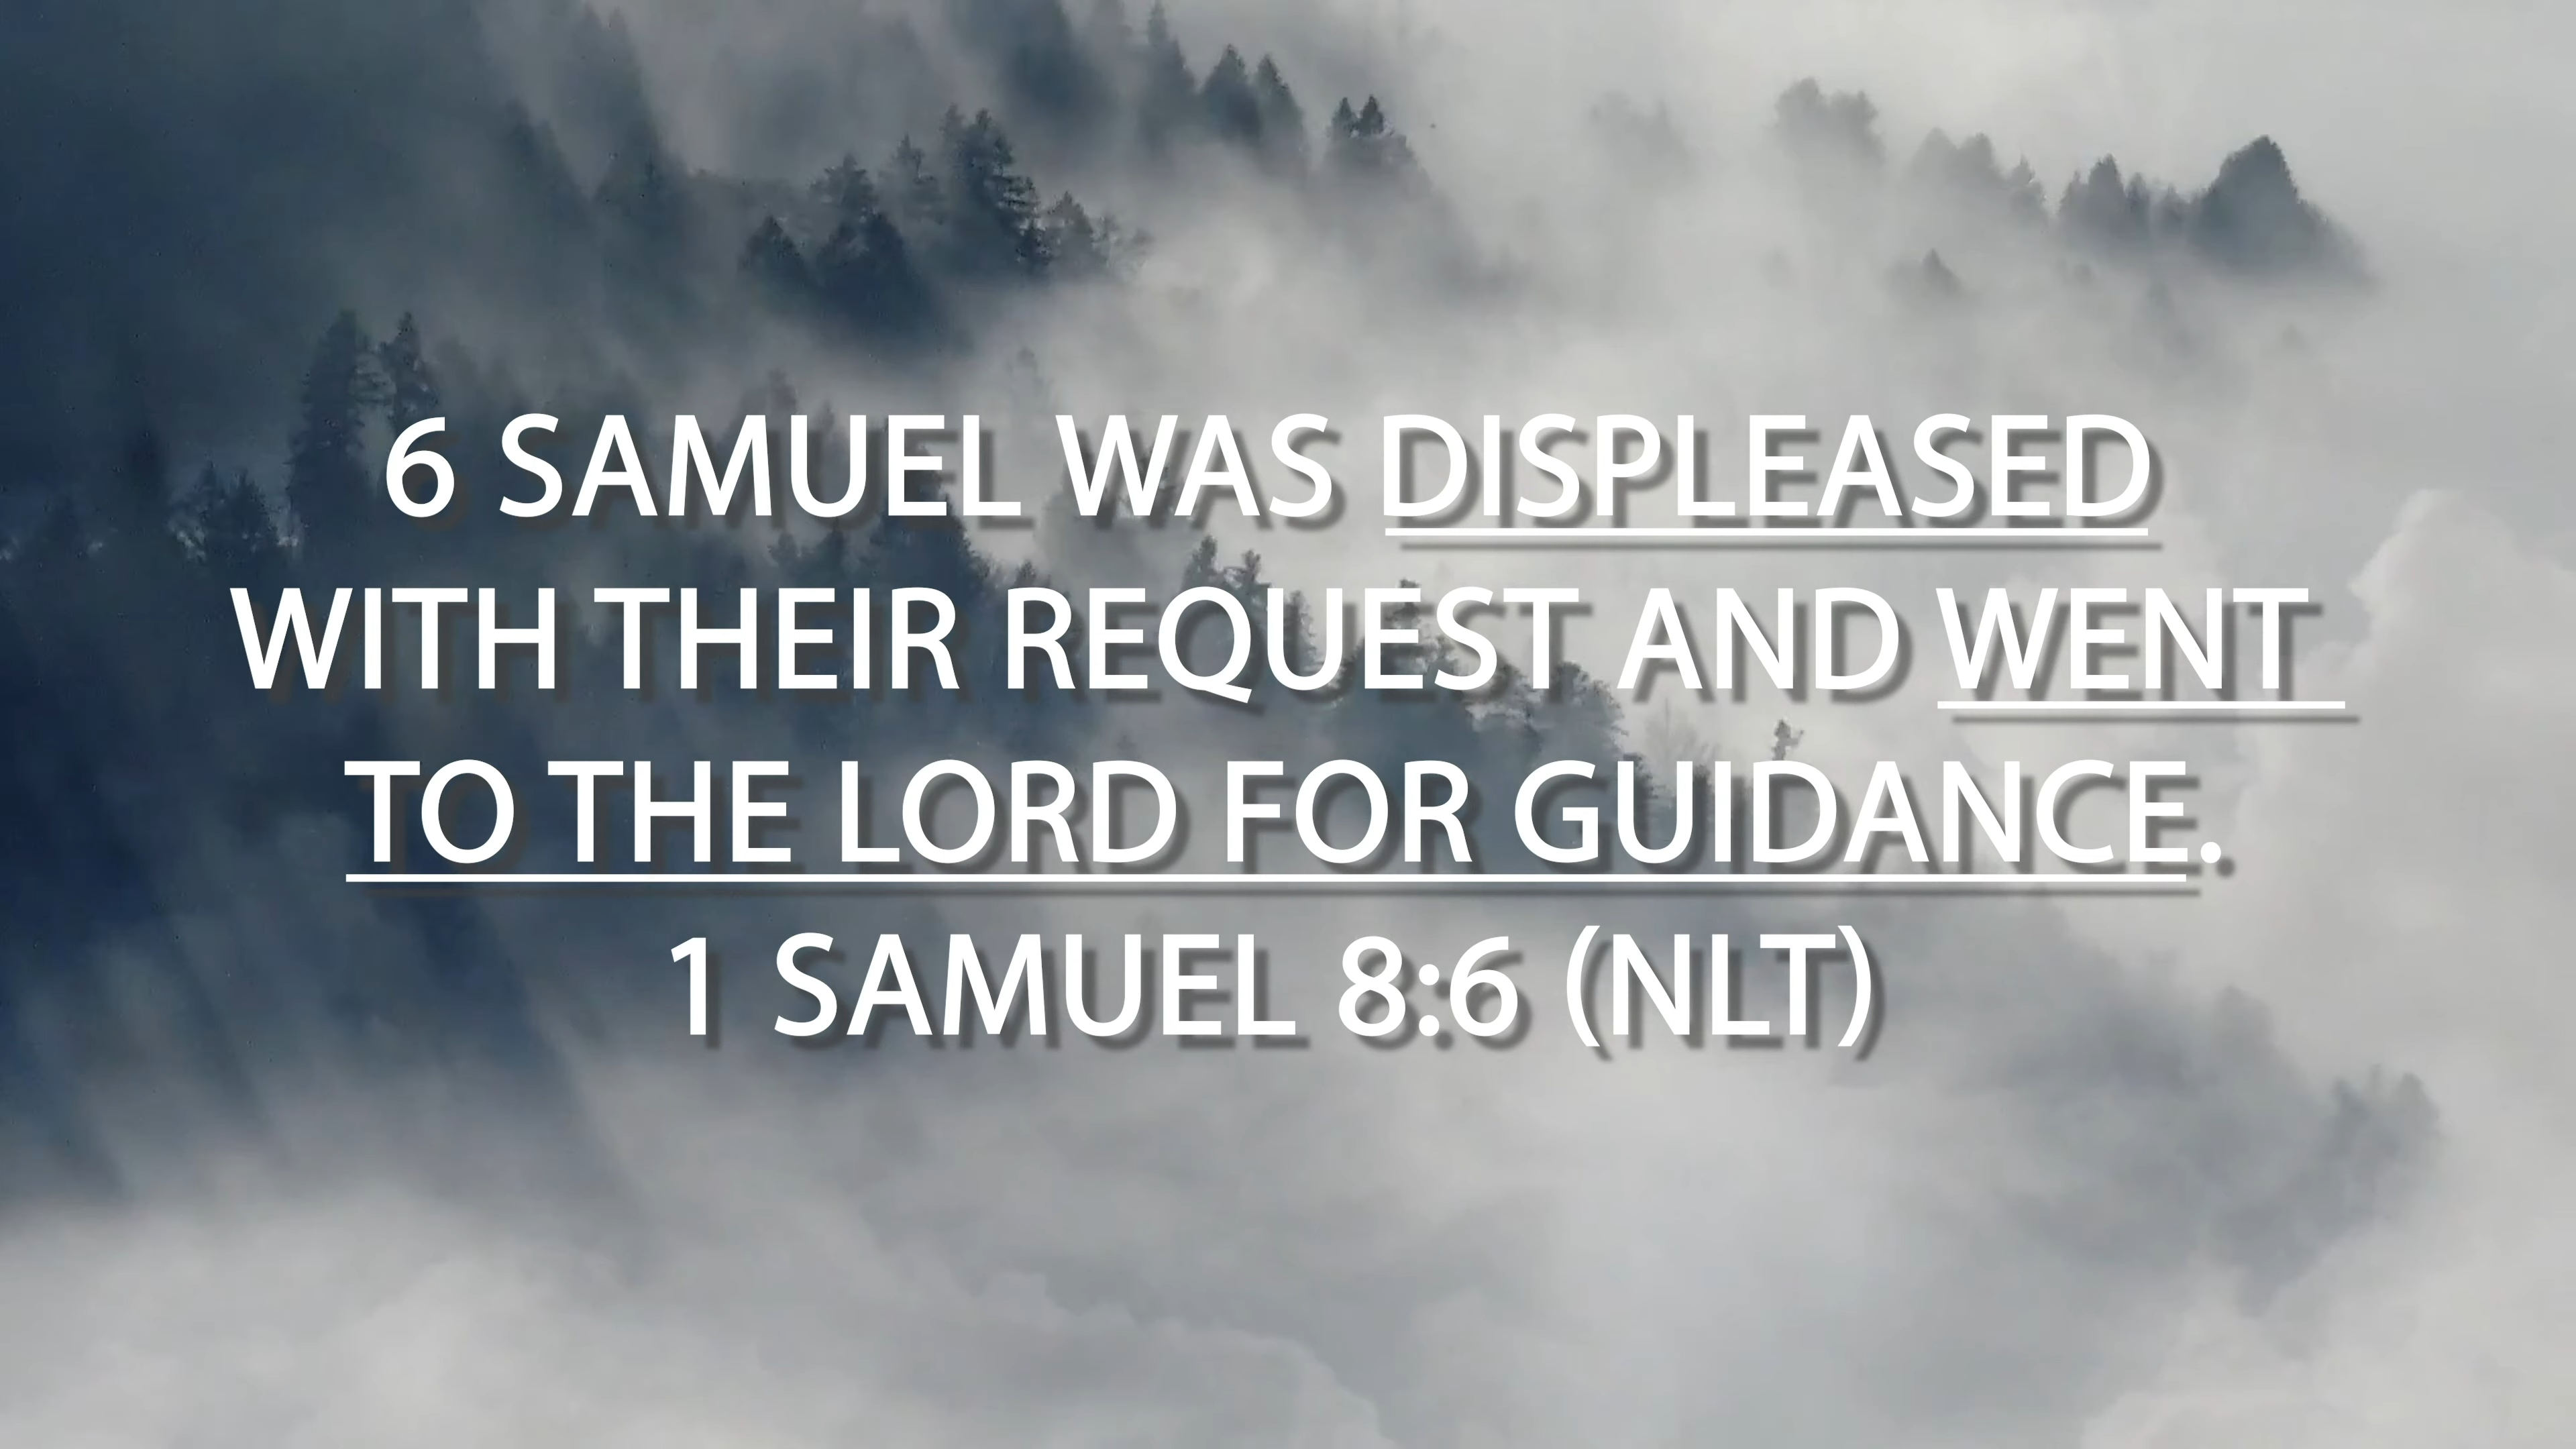 6 SAMUEL WAS DISPLEASED
WITH THEIR REQUEST AND WENT
TO THE LORD FOR GUIDANCE.
1 SAMUEL 8:6 (NLT)